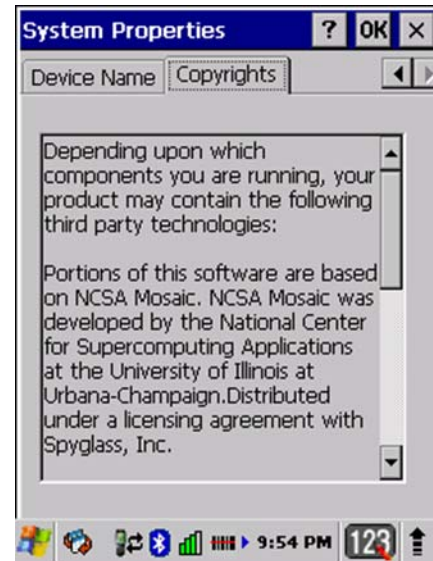 System Properties ? OK ×
Device Name Copyrights
Depending upon which
components you are running, your
product may contain the following
third party technologies:
Portions of this software are based
on NCSA Mosaic. NCSA Mosaic was
developed by the National Center
for Supercomputing Applications
at the University of Illinois at
Urbana-Champaign.Distributed
under a licensing agreement with
Spyglass, Inc.
9:54 PM 123